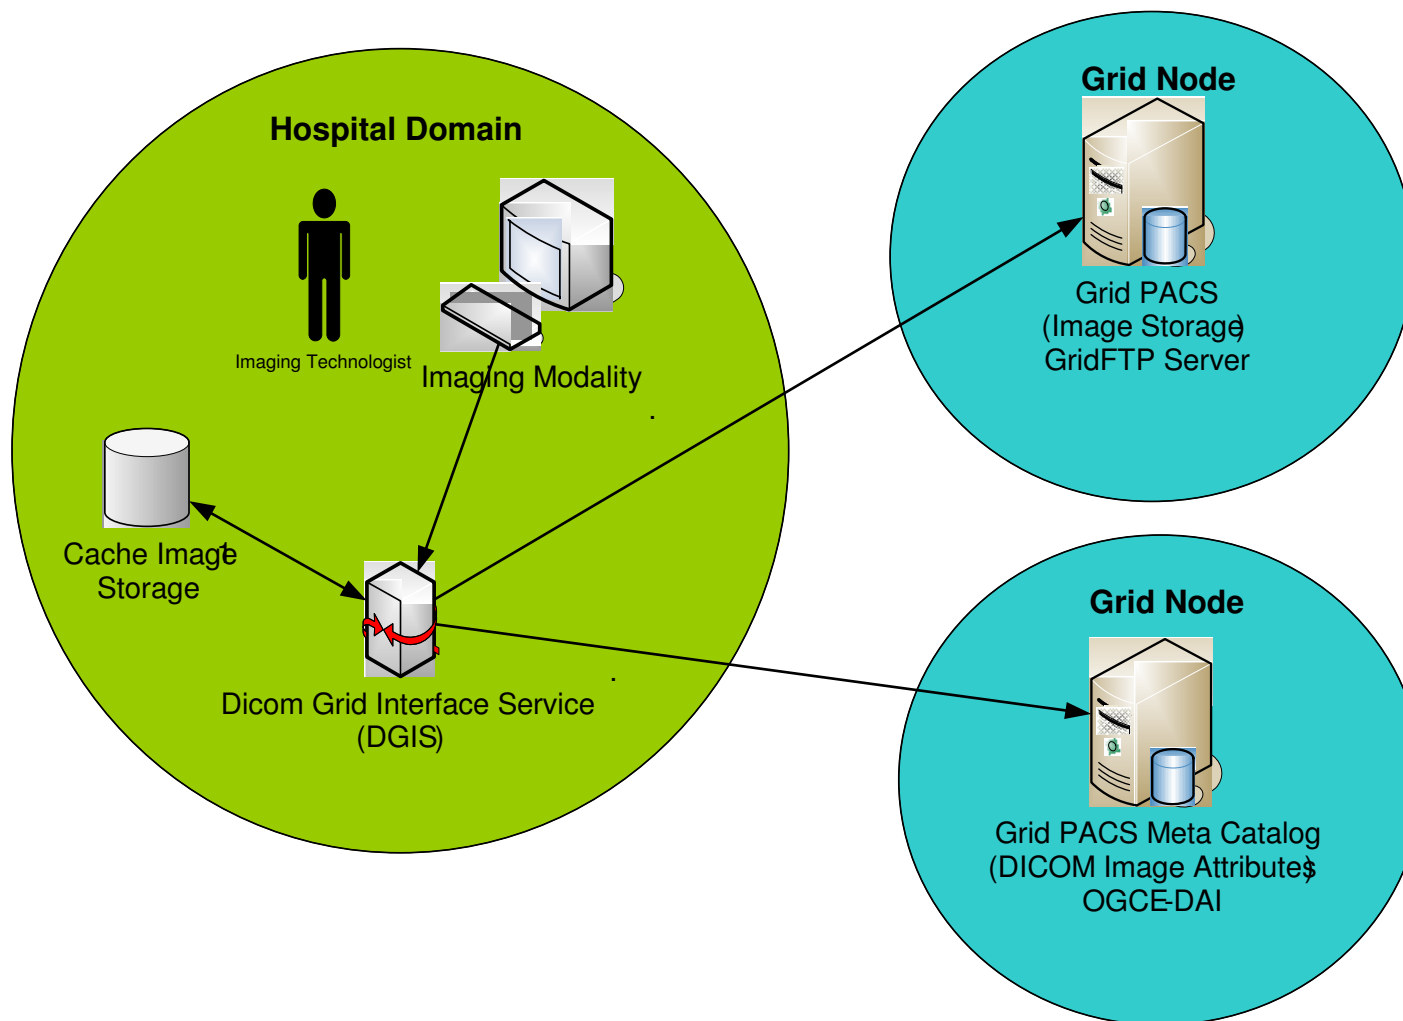 Hospital Domain
Imaging Technologist
Imaging Modality
Cache Image
Storage
Dicom Grid Interface Service
(DGIS)
Grid Node
Grid PACS
(Image Storage)
GridFTP Server
Grid Node
Grid PACS Meta Catalog
(DICOM Image Attributes)
OGCE-DAI